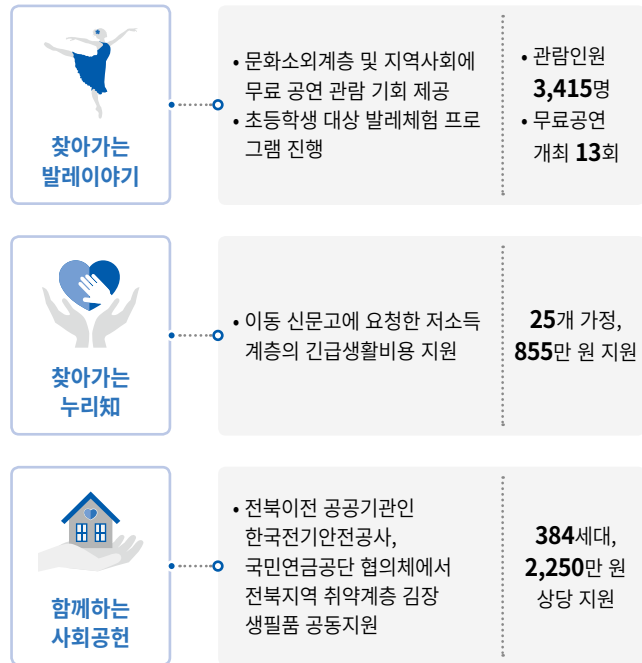 찾아가는
발레이야기
• 문화소외계층 및 지역사회에
무료 공연 관람 기회 제공
• 초등학생 대상 발레체험 프로
그램 진행
• 관람인원
3,415명
• 무료공연
개최 13회
찾아가는
누리知
• 이동 신문고에 요청한 저소득
계층의 긴급생활비용 지원
25개 가정,
855만 원 지원
함께하는
사회공헌
• 전북이전 공공기관인
한국전기안전공사,
국민연금공단 협의체에서
전북지역 취약계층 김장
생필품 공동지원
384세대,
2,250만 원
상당 지원